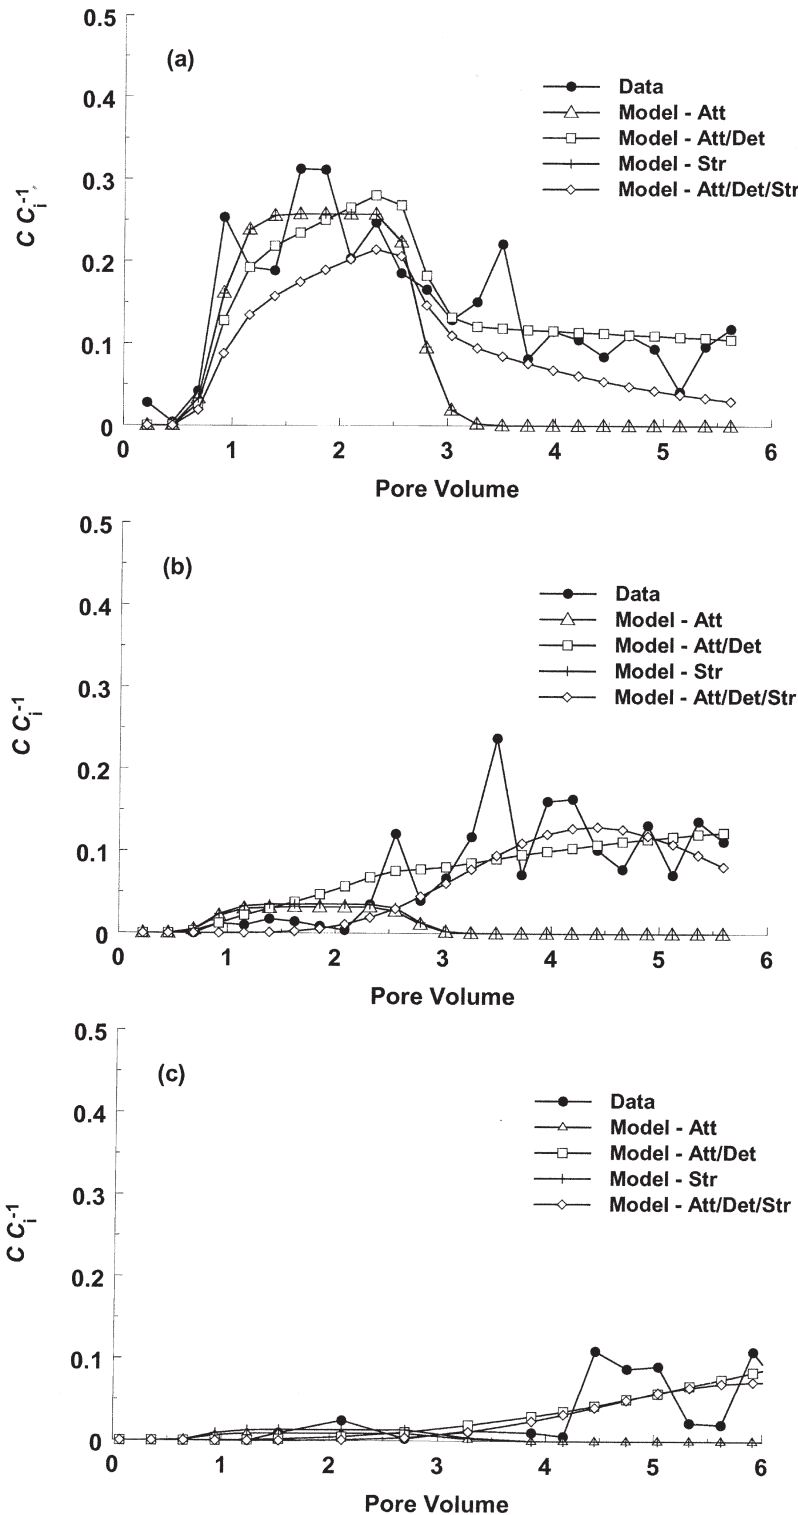 0.5
(a)
Data
0.4
Model - Att
Model - Att/Det
Model - Str
0.3
Model - Att/Det/Str
C C_i^-1
0.2
0.1
0
0 1 2 3 4 5 6
Pore Volume
0.5
(b)
Data
0.4
Model - Att
Model - Att/Det
Model - Str
0.3
Model - Att/Det/Str
C C_i^-1
0.2
0.1
0
0 1 2 3 4 5 6
Pore Volume
0.5
(c)
Data
0.4
Model - Att
Model - Att/Det
Model - Str
0.3
Model - Att/Det/Str
C C_i^-1
0.2
0.1
0
0 1 2 3 4 5 6
Pore Volume